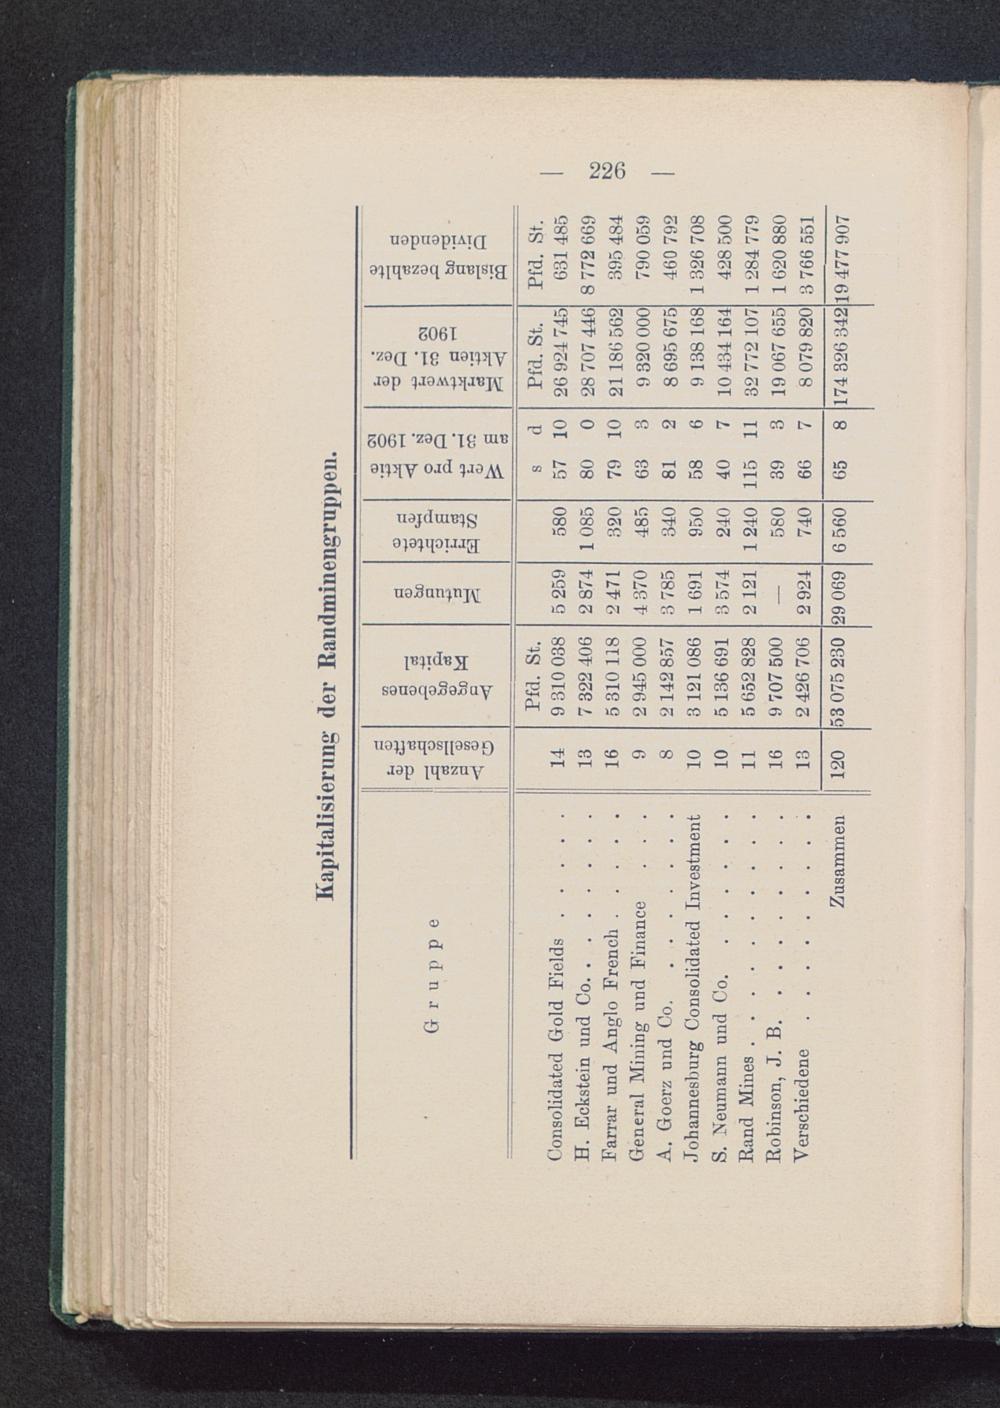 — 226 —
Kapitalisierung der Randminengruppen.
Gruppe | Anzahl der Gesellschaften | Angegebenes Kapital | Mutungen | Errichtete Stampfen | Wert pro Aktie am 31. Dez. 1902 | Marktwert der Aktien 31. Dez. 1902 | Bislang bezahlte Dividenden
Pfd. St. | s | d | Pfd. St. | Pfd. St.
Consolidated Gold Fields . . . . . | 14 | 9 310 038 | 5 259 | 580 | 57 | 10 | 26 924 745 | 631 485
H. Eckstein und Co. . . . . . . | 13 | 7 322 406 | 2 874 | 1 085 | 80 | 0 | 28 707 446 | 8 772 669
Farrar und Anglo French . . . . . | 16 | 5 310 118 | 2 471 | 320 | 79 | 10 | 21 186 562 | 395 484
General Mining und Finance . . . | 9 | 2 945 000 | 4 370 | 485 | 63 | 3 | 9 320 000 | 790 059
A. Goerz und Co. . . . . . . . | 8 | 2 142 857 | 3 785 | 340 | 81 | 2 | 8 695 675 | 460 792
Johannesburg Consolidated Investment | 10 | 3 121 086 | 1 691 | 950 | 58 | 6 | 9 138 168 | 1 326 708
S. Neumann und Co. . . . . . . | 10 | 5 136 691 | 3 574 | 240 | 40 | 7 | 10 434 164 | 428 500
Rand Mines . . . . . . . . . | 11 | 5 652 828 | 2 121 | 1 240 | 115 | 11 | 32 772 107 | 1 284 779
Robinson, J. B. . . . . . . . | 16 | 9 707 500 | — | 580 | 39 | 3 | 19 067 655 | 1 620 880
Verschiedene . . . . . . . . | 13 | 2 426 706 | 2 924 | 740 | 66 | 7 | 8 079 820 | 3 766 551
Zusammen | 120 | 53 075 230 | 29 069 | 6 560 | 65 | 8 | 174 326 342 | 19 477 907